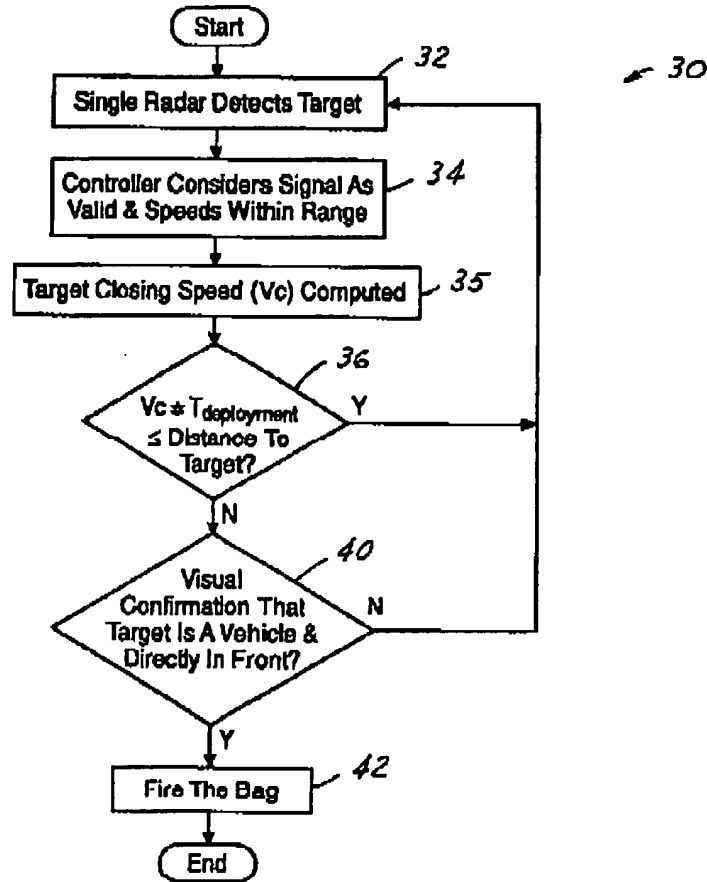 Start
32
30
Single Radar Detects Target
34
Controller Considers Signal As
Valid & Speeds Within Range
35
Target Closing Speed (Vc) Computed
36
Vc * Tdeployment
≤ Distance To
Target?
Y
N
40
Visual
Confirmation That
Target Is A Vehicle &
Directly In Front?
N
Y
42
Fire The Bag
End